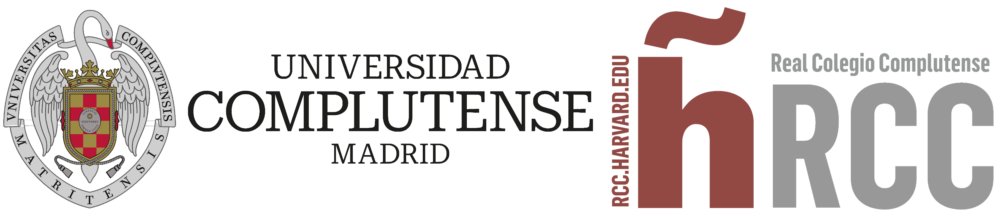 VNIVERSITAS
COMPLVTENSIS
MATRITENSIS
LIBERTAS
PERFVNDET
OMNIA LVCE
UNIVERSIDAD
COMPLUTENSE
MADRID
RCC.HARVARD.EDU
h
Real Colegio Complutense
RCC